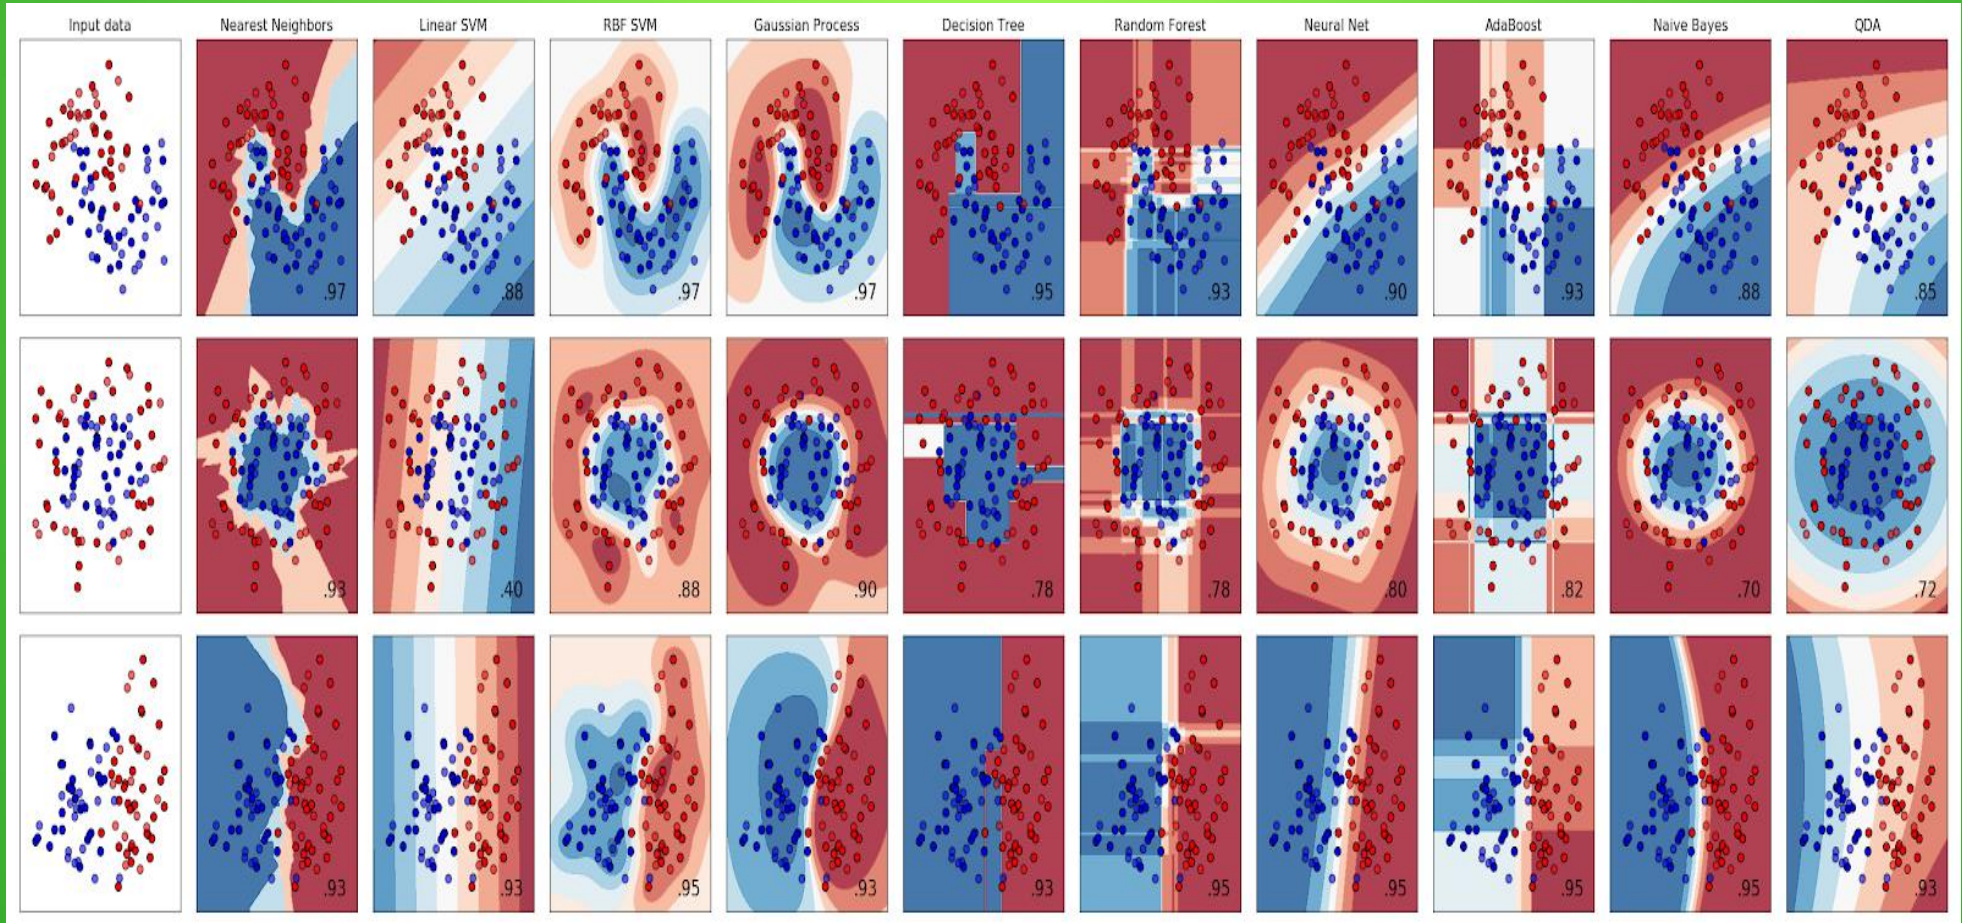 Input data Nearest Neighbors Linear SVM RBF SVM Gaussian Process Decision Tree Random Forest Neural Net AdaBoost Naive Bayes QDA
.97 .88 .97 .97 .95 .93 .90 .93 .88 .85
.93 .40 .88 .90 .78 .78 .80 .82 .70 .72
.93 .93 .95 .93 .93 .95 .95 .95 .95 .93